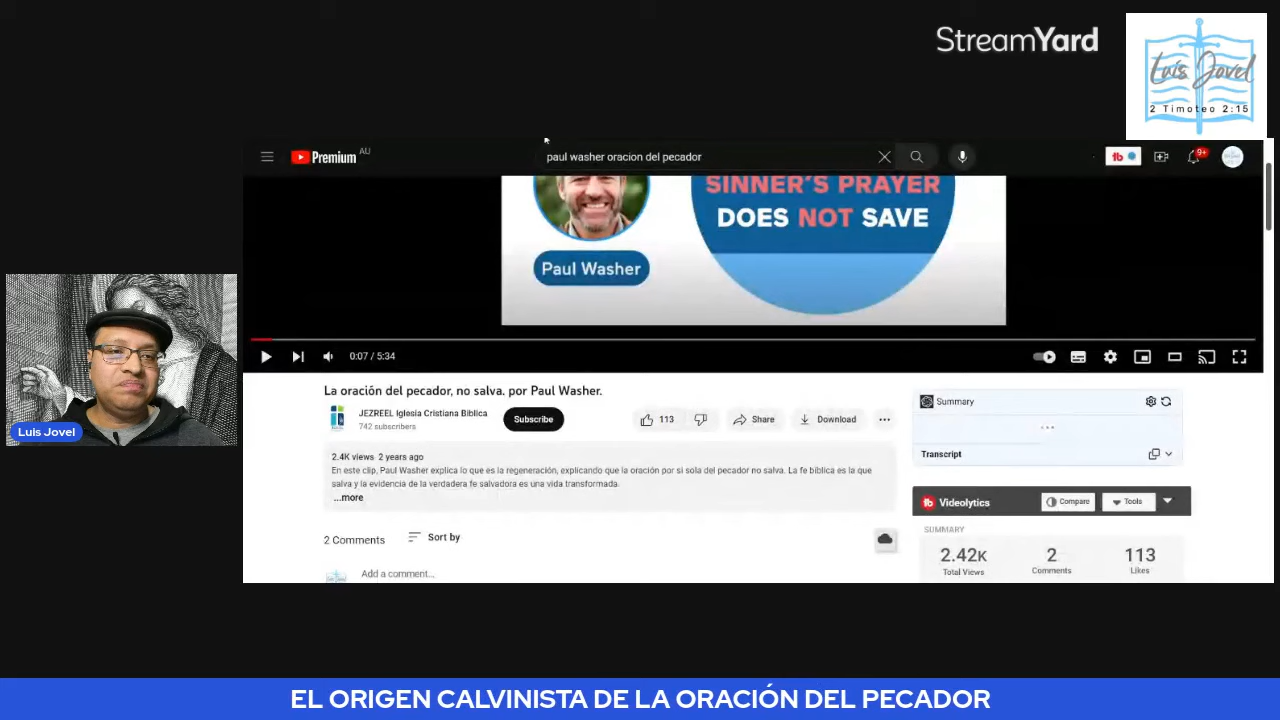 StreamYard
Luis Jovel
2 Timoteo 2:15
Premium AU
paul washer oracion del pecador
tb
9+
SINNER'S PRAYER
DOES NOT SAVE
Paul Washer
0:07 / 5:34
La oración del pecador, no salva. por Paul Washer.
JEZREEL Iglesia Cristiana Biblica
742 subscribers
Subscribe
113
Share
Download
2.4K views 2 years ago
En este clip, Paul Washer explica lo que es la regeneración, explicando que la oración por si sola del pecador no salva. La fe biblica es la que
salva y la evidencia de la verdadera fe salvadora es una vida transformada.
...more
2 Comments
Sort by
Add a comment...
Summary
Transcript
tb Videolytics
Compare
Tools
SUMMARY
2.42K
Total Views
2
Comments
113
Likes
Luis Jovel
EL ORIGEN CALVINISTA DE LA ORACIÓN DEL PECADOR